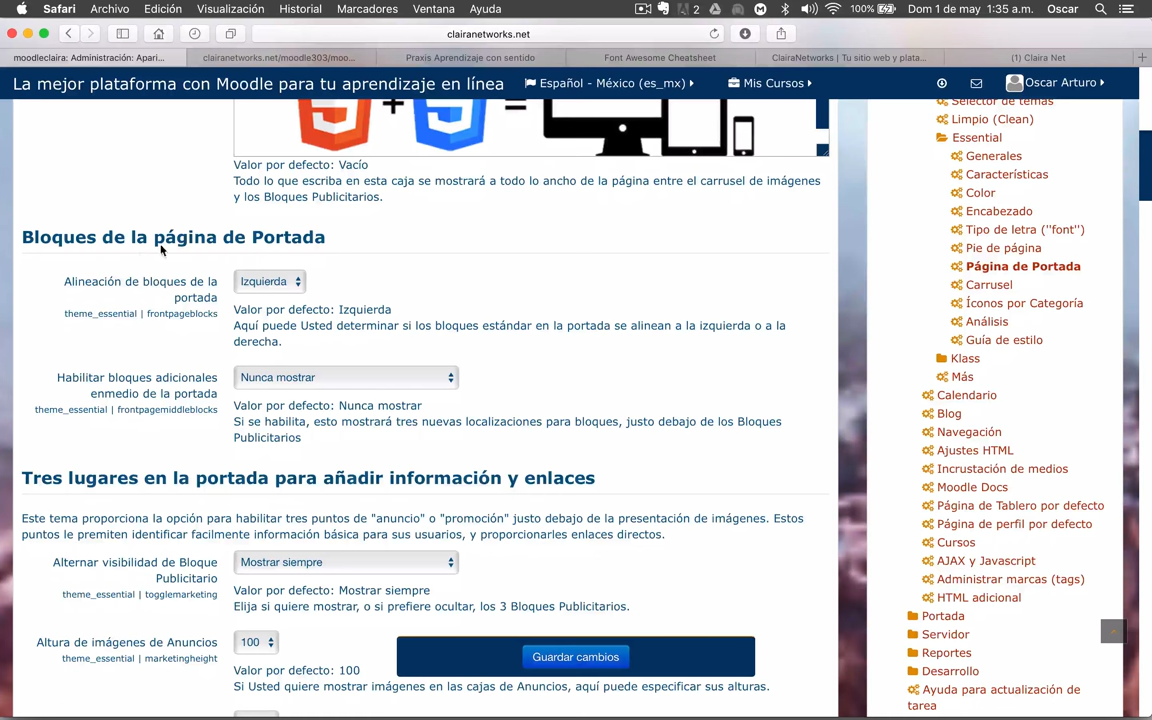 Safari Archivo Edición Visualización Historial Marcadores Ventana Ayuda 2 100% Dom 1 de may 1:35 a.m. Oscar
clairanetworks.net
moodleclaira: Administración: Apari... clairanetworks.net/moodle303/moo... Praxis Aprendizaje con sentido Font Awesome Cheatsheet ClairaNetworks | Tu sitio web y plata... (1) Claira Net
La mejor plataforma con Moodle para tu aprendizaje en línea Español - México (es_mx) Mis Cursos Oscar Arturo
Valor por defecto: Vacío
Todo lo que escriba en esta caja se mostrará a todo lo ancho de la página entre el carrusel de imágenes
y los Bloques Publicitarios.
Bloques de la página de Portada
Alineación de bloques de la
portada
theme_essential | frontpageblocks
Izquierda
Valor por defecto: Izquierda
Aquí puede Usted determinar si los bloques estándar en la portada se alinean a la izquierda o a la
derecha.
Habilitar bloques adicionales
enmedio de la portada
theme_essential | frontpagemiddleblocks
Nunca mostrar
Valor por defecto: Nunca mostrar
Si se habilita, esto mostrará tres nuevas localizaciones para bloques, justo debajo de los Bloques
Publicitarios
Tres lugares en la portada para añadir información y enlaces
Este tema proporciona la opción para habilitar tres puntos de "anuncio" o "promoción" justo debajo de la presentación de imágenes. Estos
puntos le premiten identificar facilmente información básica para sus usuarios, y proporcionarles enlaces directos.
Alternar visibilidad de Bloque
Publicitario
theme_essential | togglemarketing
Mostrar siempre
Valor por defecto: Mostrar siempre
Elija si quiere mostrar, o si prefiere ocultar, los 3 Bloques Publicitarios.
Altura de imágenes de Anuncios
theme_essential | marketingheight
100
Valor por defecto: 100
Si Usted quiere mostrar imágenes en las cajas de Anuncios, aquí puede especificar sus alturas.
Guardar cambios
Selector de temas
Limpio (Clean)
Essential
Generales
Características
Color
Encabezado
Tipo de letra ("font")
Pie de página
Página de Portada
Carrusel
Íconos por Categoría
Análisis
Guía de estilo
Klass
Más
Calendario
Blog
Navegación
Ajustes HTML
Incrustación de medios
Moodle Docs
Página de Tablero por defecto
Página de perfil por defecto
Cursos
AJAX y Javascript
Administrar marcas (tags)
HTML adicional
Portada
Servidor
Reportes
Desarrollo
Ayuda para actualización de
tarea